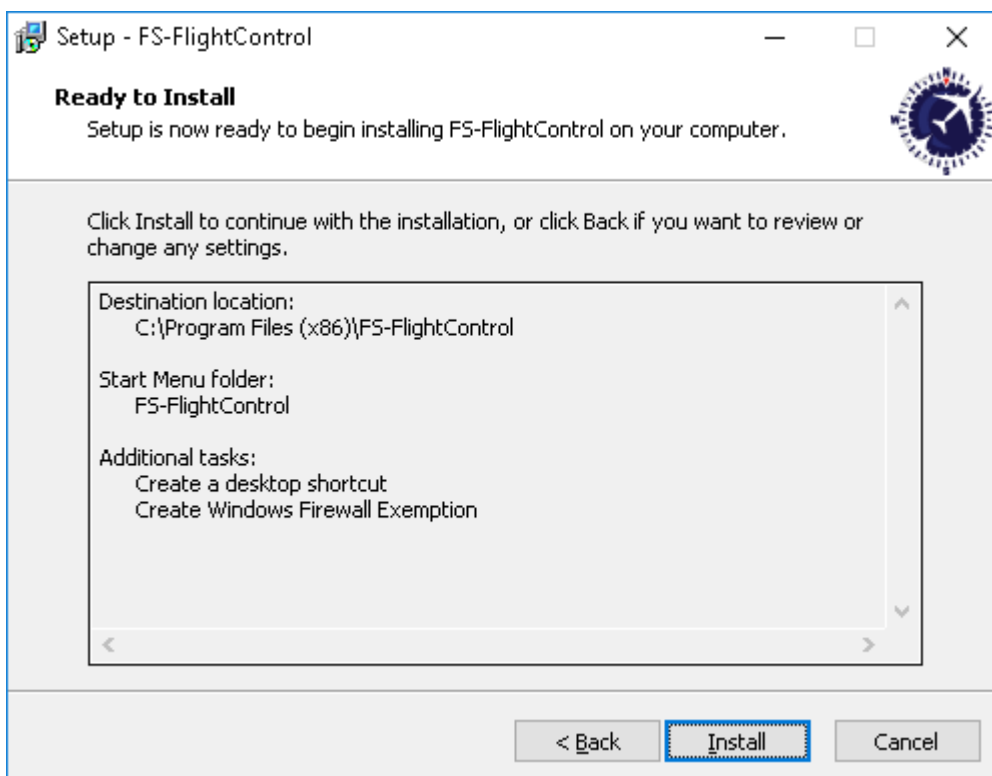 Setup - FS-FlightControl
Ready to Install
Setup is now ready to begin installing FS-FlightControl on your computer.
N
W
S
Click Install to continue with the installation, or click Back if you want to review or
change any settings.
Destination location:
C:\Program Files (x86)\FS-FlightControl
Start Menu folder:
FS-FlightControl
Additional tasks:
Create a desktop shortcut
Create Windows Firewall Exemption
< Back
Install
Cancel